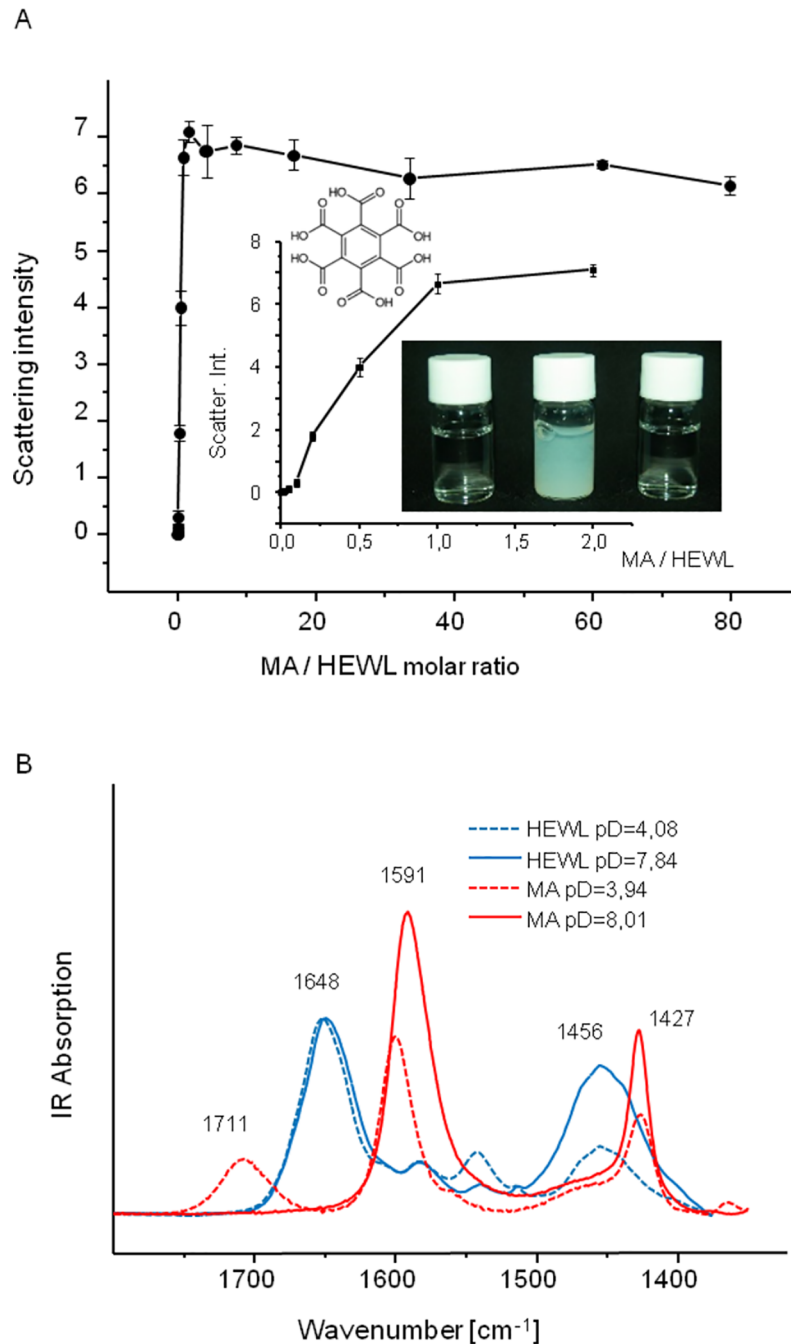 A
7
6
5
4
3
2
1
0
Scattering intensity
0 20 40 60 80
MA / HEWL molar ratio
HO O
O O
HO OH
HO OH
O O
O OH
8
6
4
2
0
Scatter. Int.
0,0 0,5 1,0 1,5 2,0
MA / HEWL
B
HEWL pD=4,08
HEWL pD=7,84
MA pD=3,94
MA pD=8,01
1591
1648
1456
1427
1711
IR Absorption
1700 1600 1500 1400
Wavenumber [cm⁻¹]